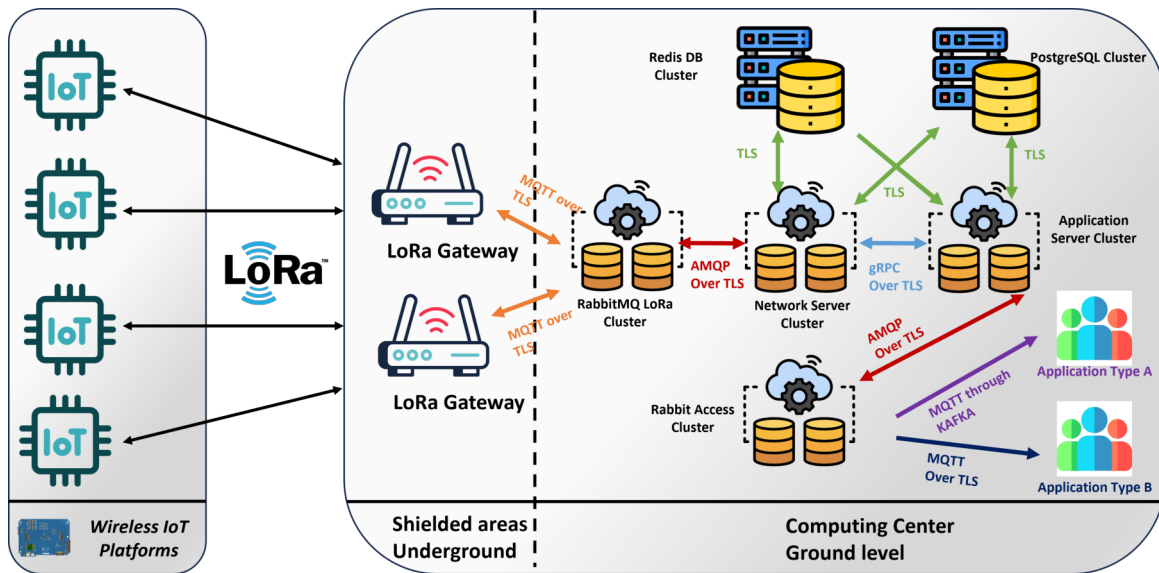 IoT
IoT
IoT
IoT
Wireless IoT
Platforms
LoRa™
LoRa Gateway
LoRa Gateway
MQTT over
TLS
MQTT over
TLS
Shielded areas
Underground
Redis DB
Cluster
PostgreSQL Cluster
TLS
TLS
TLS
RabbitMQ LoRa
Cluster
AMQP
Over TLS
Network Server
Cluster
gRPC
Over TLS
Application
Server Cluster
AMQP
Over TLS
Rabbit Access
Cluster
MQTT through
KAFKA
MQTT
Over TLS
Application Type A
Application Type B
Computing Center
Ground level